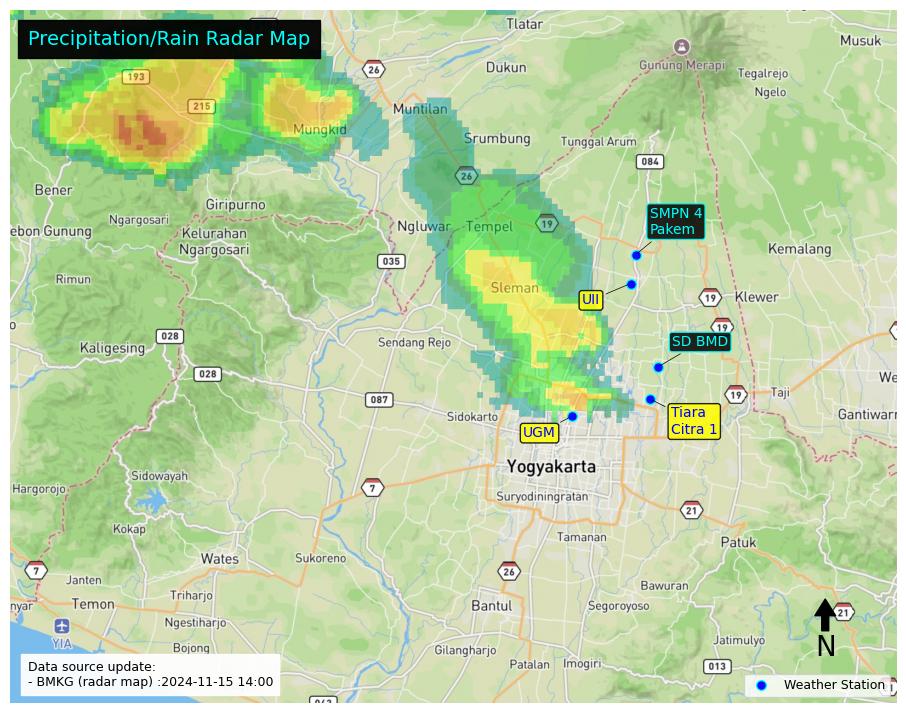 Precipitation/Rain Radar Map
Tlatar
Musuk
26
Dukun
Gunung Merapi
Tegalrejo
Ngelo
193
215
Mungkid
Muntilan
Srumbung
Tunggal Arum
084
26
Bener
Giripurno
Ngargosari
ebon Gunung
Kelurahan
Ngargosari
Ngluwar
Tempel
19
SMPN 4
Pakem
Kemalang
035
Rimun
Sleman
UII
19
Klewer
19
028
Kaligesing
Sendang Rejo
SD BMD
028
We
087
Sidokarto
19
Taji
Gantiwarn
Tiara
Citra 1
UGM
Yogyakarta
Sidowayah
Hargorojo
7
Suryodiningratan
21
Kokap
Tamanan
Patuk
Wates
Sukoreno
7
26
Janten
Bawuran
Triharjo
nyar
Temon
Bantul
Segoroyoso
21
Ngestiharjo
YIA
Bojong
Jatimulyo
N
Gilangharjo
Patalan
Imogiri
013
Data source update:
- BMKG (radar map) :2024-11-15 14:00
Weather Station